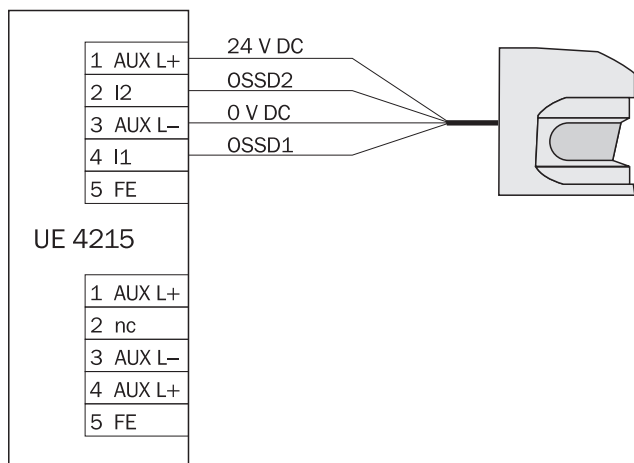 1 AUX L+ 24 V DC
2 I2 OSSD2
3 AUX L– 0 V DC
4 I1 OSSD1
5 FE
UE 4215
1 AUX L+
2 nc
3 AUX L–
4 AUX L+
5 FE